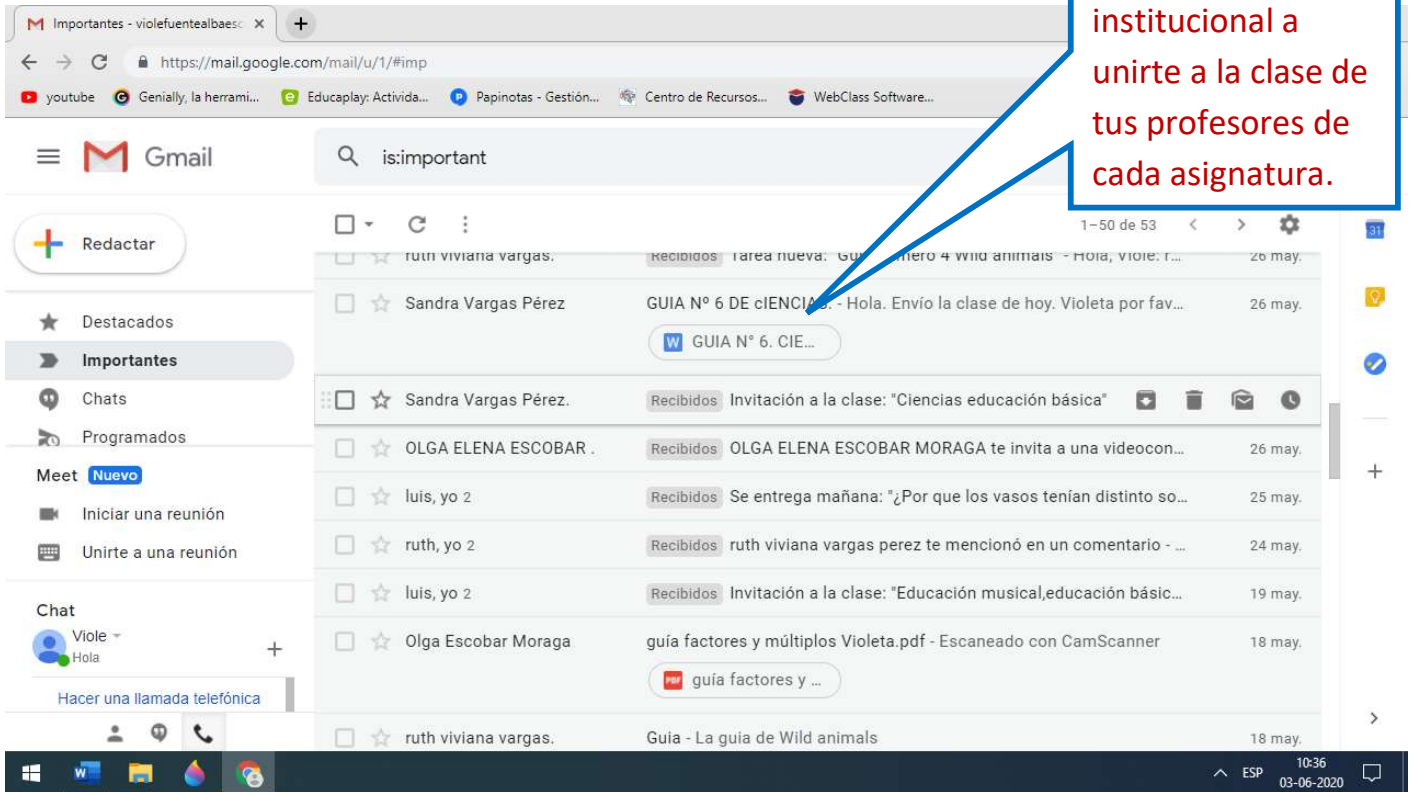 Importantes - violefuentealbaesc
institucional a
unirte a la clase de
tus profesores de
cada asignatura.
https://mail.google.com/mail/u/1/#imp
youtube Genially, la herrami... Educaplay: Activida... Papinotas - Gestión... Centro de Recursos... WebClass Software...
Gmail
is:important
Redactar
1–50 de 53
31
Destacados
Importantes
Chats
Programados
Meet Nuevo
Iniciar una reunión
Unirte a una reunión
Chat
Viole
Hola
Hacer una llamada telefónica
ruth viviana vargas. Recibidos Tarea nueva: 26 may.
Sandra Vargas Pérez GUIA Nº 6 DE cIENCIAS. - Hola. Envío la clase de hoy. Violeta por fav... 26 may.
W GUIA N° 6. CIE...
Sandra Vargas Pérez. Recibidos Invitación a la clase: "Ciencias educación básica"
OLGA ELENA ESCOBAR . Recibidos OLGA ELENA ESCOBAR MORAGA te invita a una videocon... 26 may.
luis, yo 2 Recibidos Se entrega mañana: "¿Por que los vasos tenían distinto so... 25 may.
ruth, yo 2 Recibidos ruth viviana vargas perez te mencionó en un comentario - ... 24 may.
luis, yo 2 Recibidos Invitación a la clase: "Educación musical,educación básic... 19 may.
Olga Escobar Moraga guía factores y múltiplos Violeta.pdf - Escaneado con CamScanner 18 may.
PDF guía factores y ...
ruth viviana vargas. Guia - La guia de Wild animals 18 may.
ESP
10:36
03-06-2020